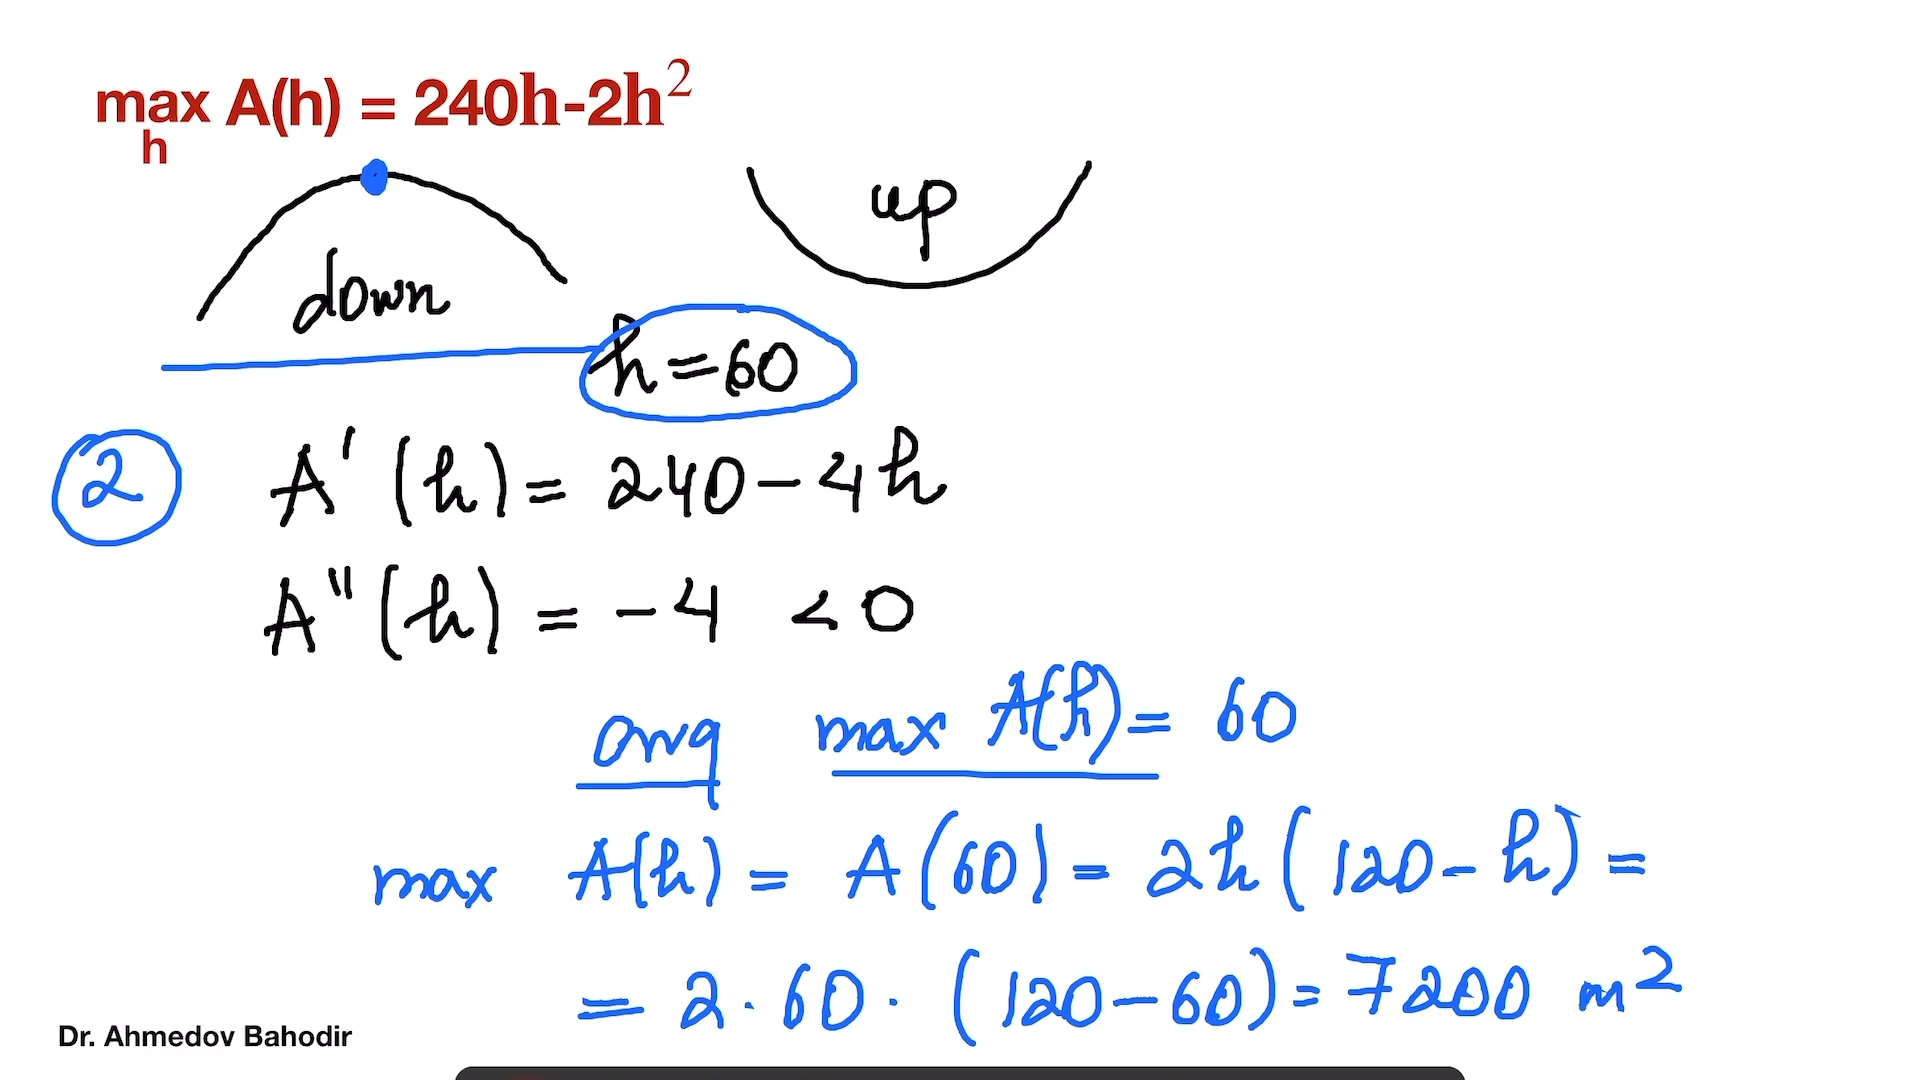 max A(h) = 240h-2h²
h
up
down
h = 60
2 A'(h) = 240 - 4h
A''(h) = -4 < 0
arg max A(h) = 60
max A(h) = A(60) = 2h(120 - h) =
= 2 · 60 · (120 - 60) = 7200 m²
Dr. Ahmedov Bahodir